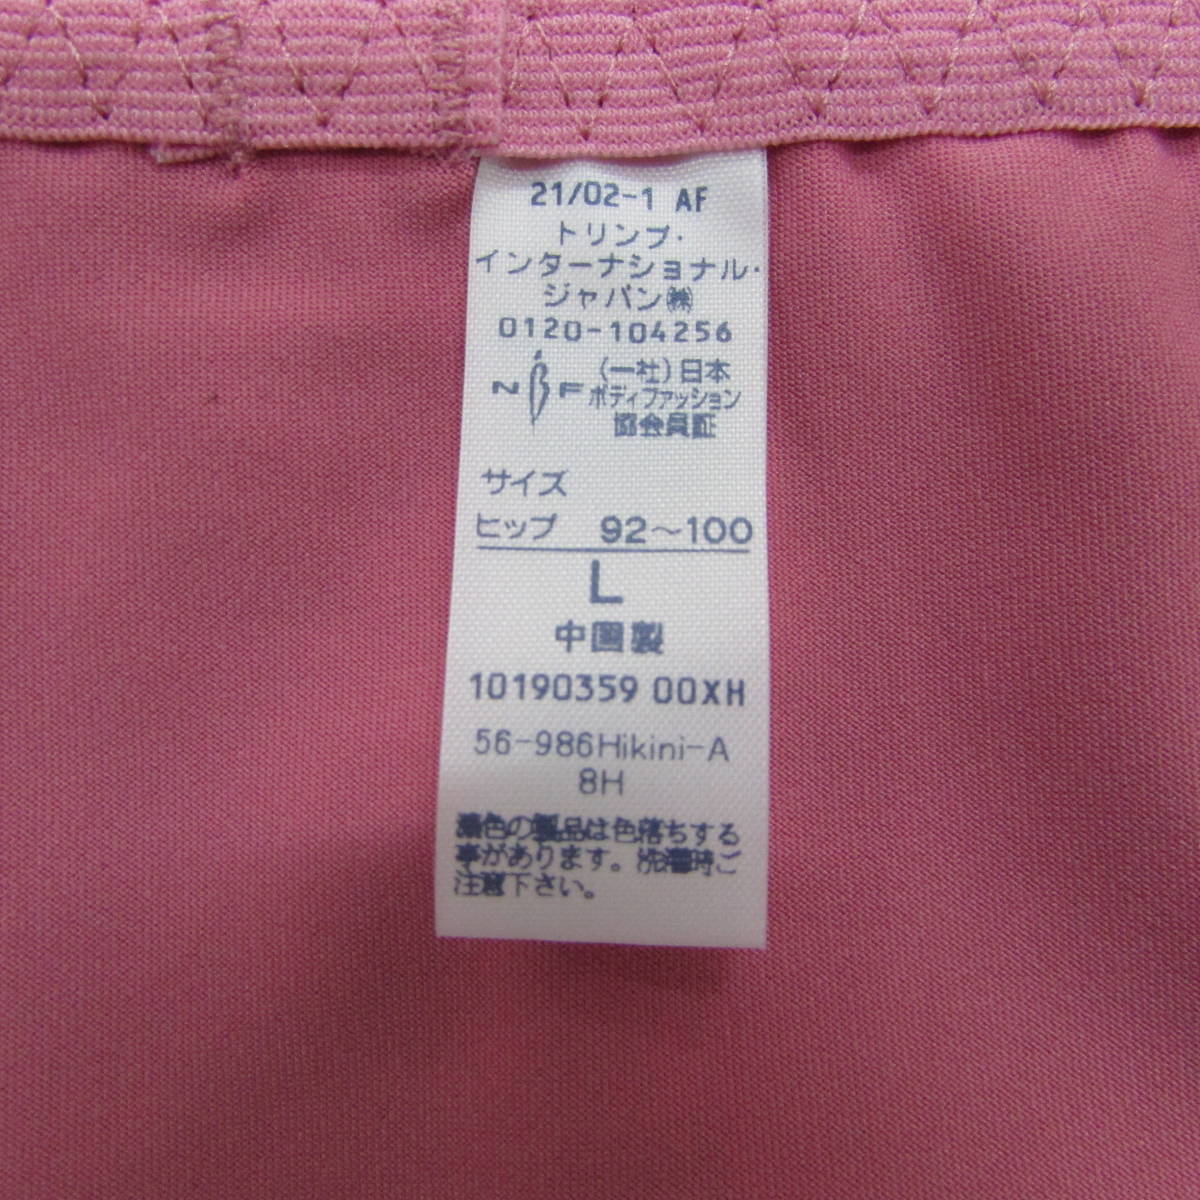 21/02-1 AF
トリンプ・
インターナショナル・
ジャパン㈱
0120-104256
NBF (一社)日本
ボディファッション
協会員証
サイズ
ヒップ 92〜100
L
中国製
10190359 00XH
56-986Hikini-A
8H
濃色の製品は色落ちする
事があります。洗濯時ご
注意下さい。